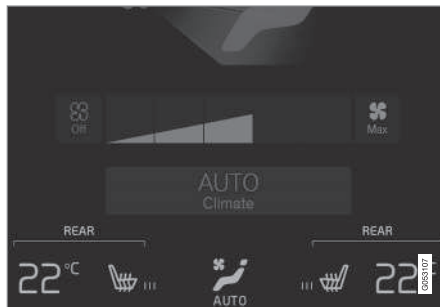 Off Max
AUTO
Climate
REAR REAR
22°C 22°C
AUTO
G053107